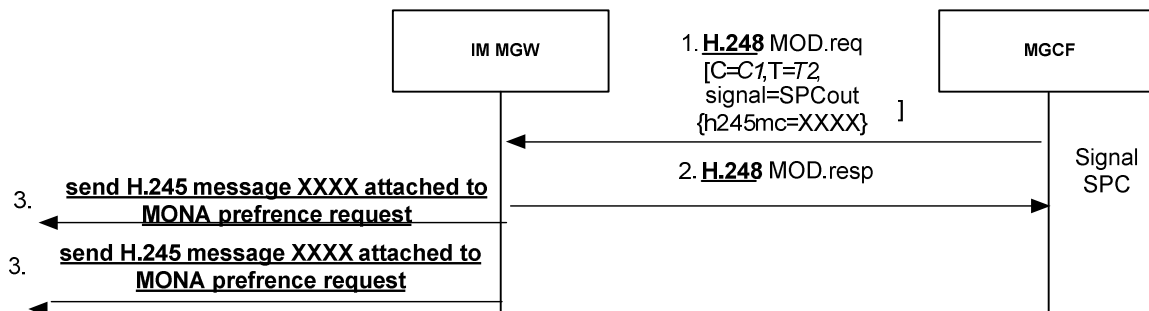 IM MGW
MGCF
1. H.248 MOD.req
[C=C1,T=T2,
signal=SPCout
{h245mc=XXXX}
]
2. H.248 MOD.resp
Signal
SPC
3.
send H.245 message XXXX attached to
MONA prefrence request
3.
send H.245 message XXXX attached to
MONA prefrence request